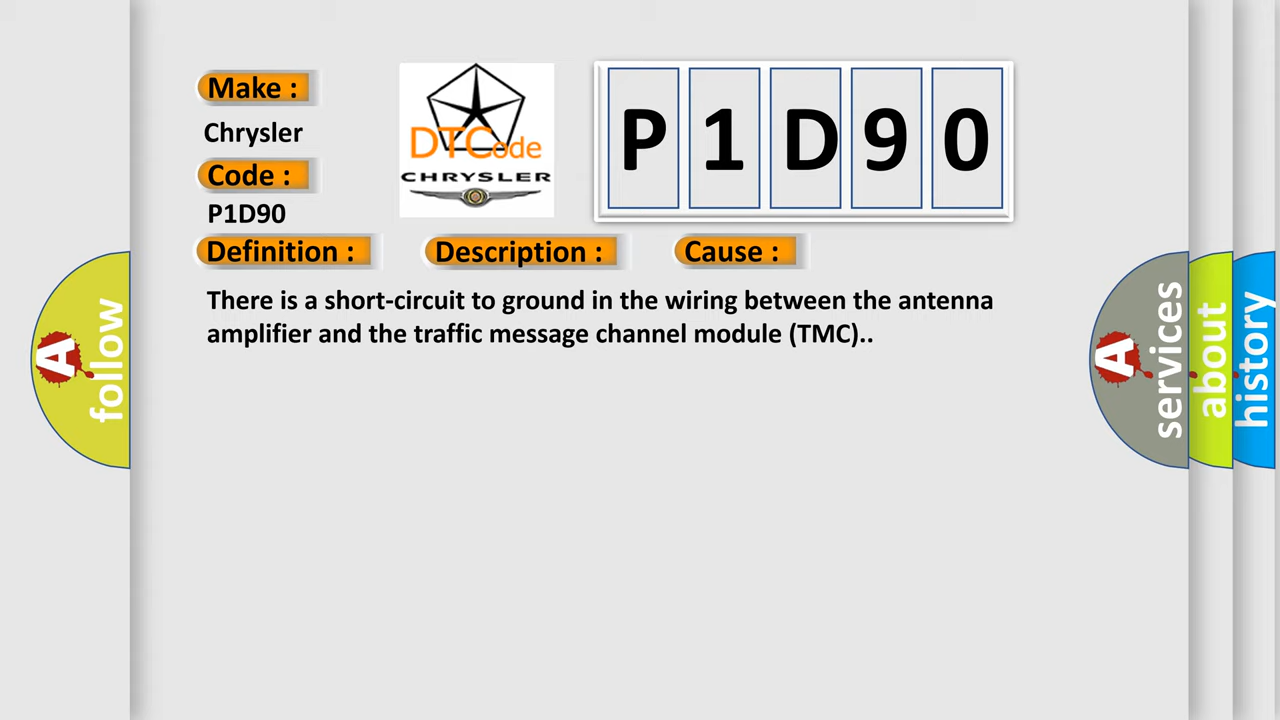 Make :
Chrysler
Code :
P1D90
DTCode
CHRYSLER
P 1 D 9 0
Definition :
Description :
Cause :
There is a short-circuit to ground in the wiring between the antenna
amplifier and the traffic message channel module (TMC)..
A
follow
A
services
about
history